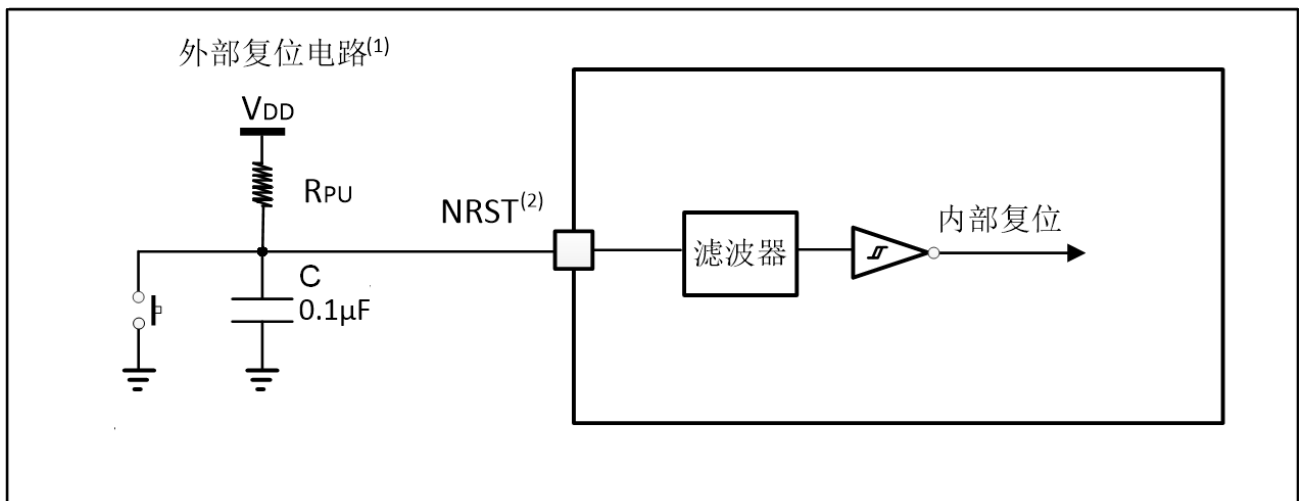 外部复位电路(1)
VDD
RPU
NRST(2)
C
0.1μF
滤波器
内部复位